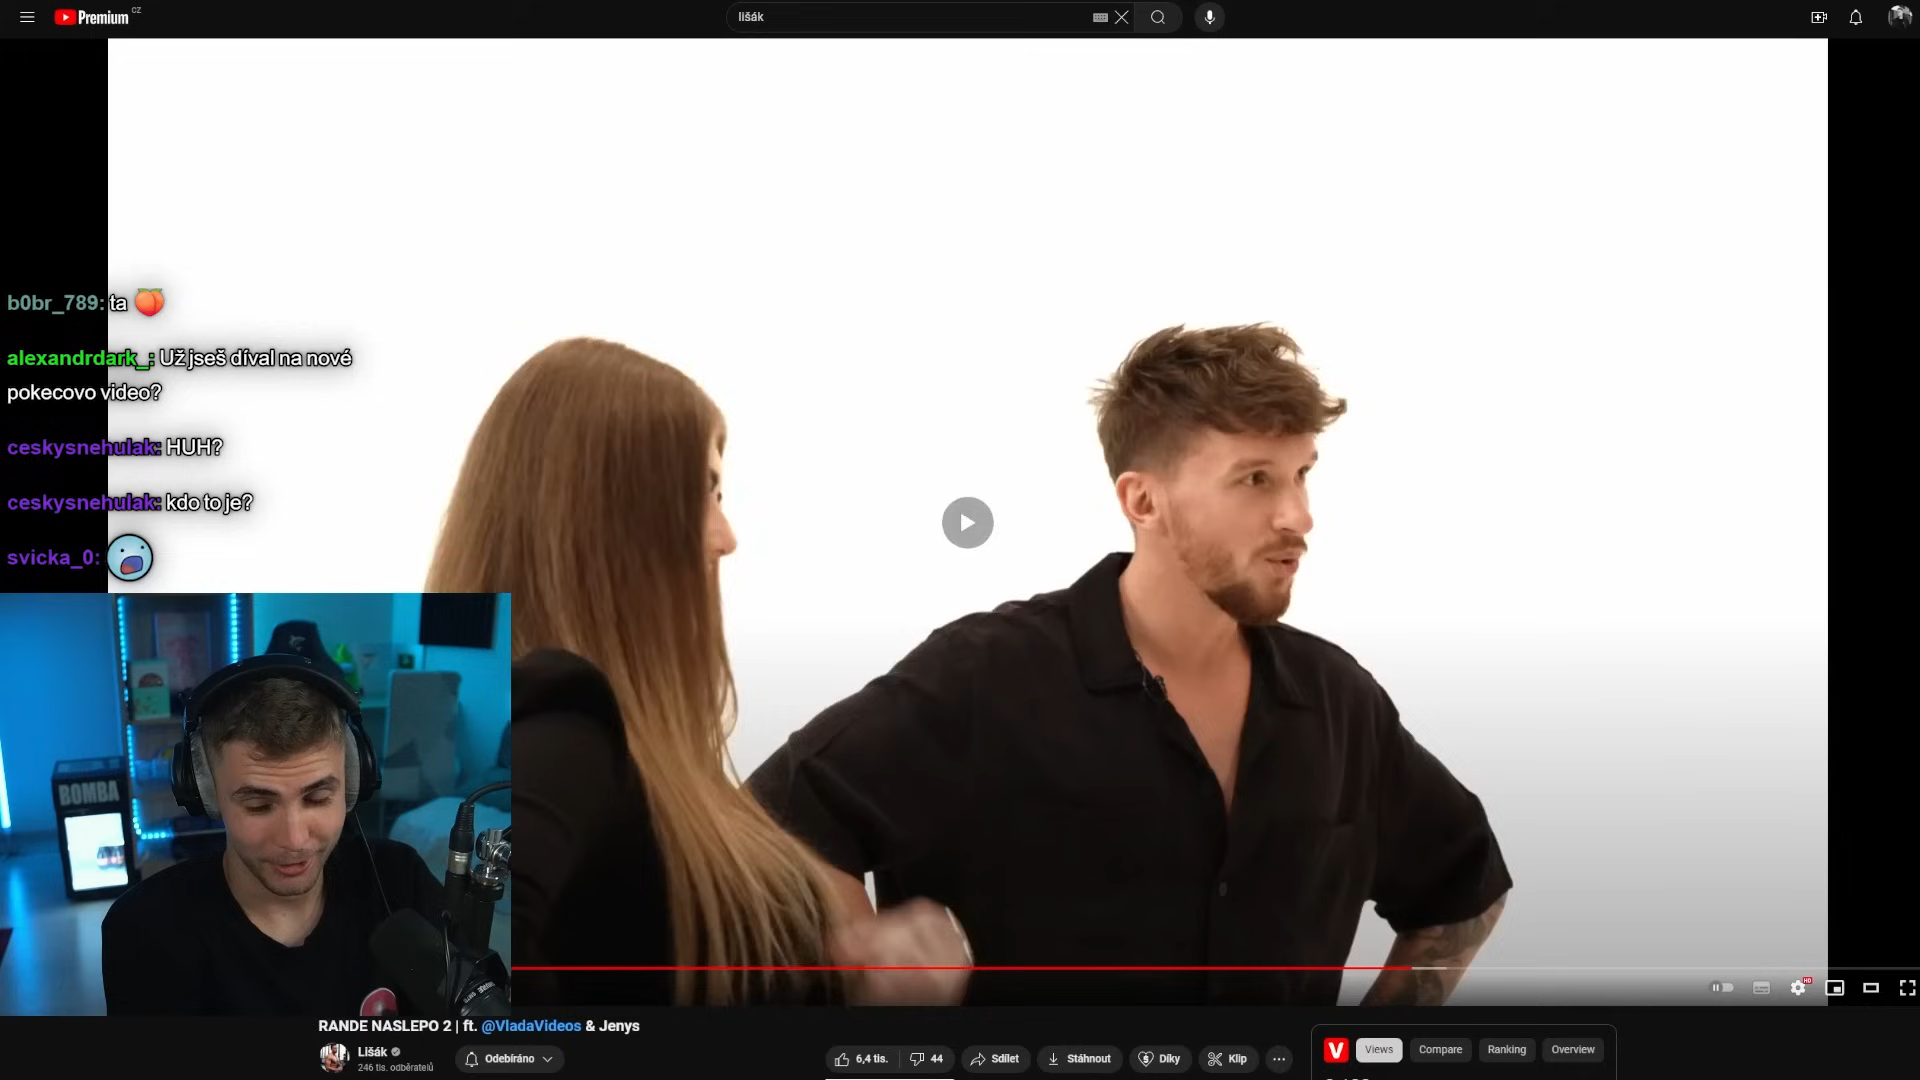 Premium CZ
lišák
b0br_789: ta
alexandrdark_: Už jseš díval na nové
pokecovo video?
ceskysnehulak: HUH?
ceskysnehulak: kdo to je?
svicka_0:
BOMBA
HD
RANDE NASLEPO 2 | ft. @VladaVideos & Jenys
Lišák
246 tis. odběratelů
Odebíráno
6,4 tis.
44
Sdílet
Stáhnout
Díky
Klip
V
Views
Compare
Ranking
Overview